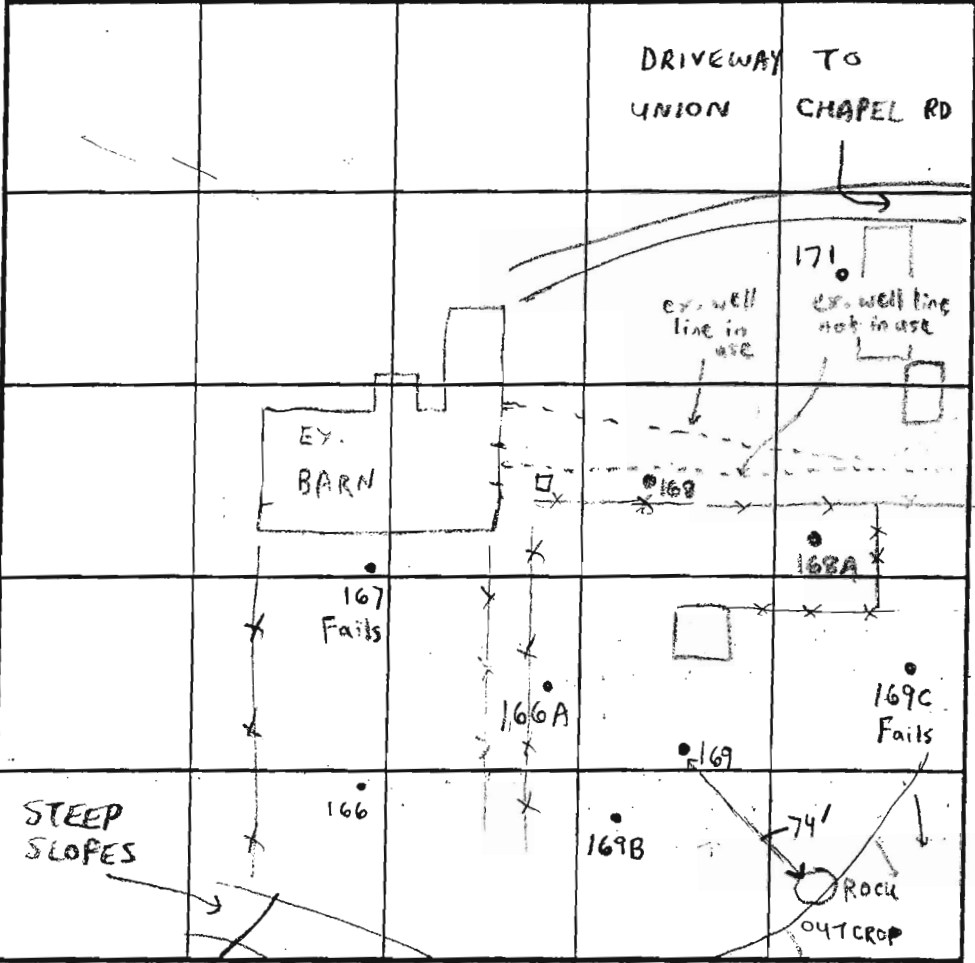 DRIVEWAY TO
UNION CHAPEL RD
171
ex. well
line in
use
ex. well line
not in use
EX.
BARN
168
168A
167
Fails
166A
169C
Fails
169
STEEP
SLOPES
166
169B
74'
ROCK
OUTCROP